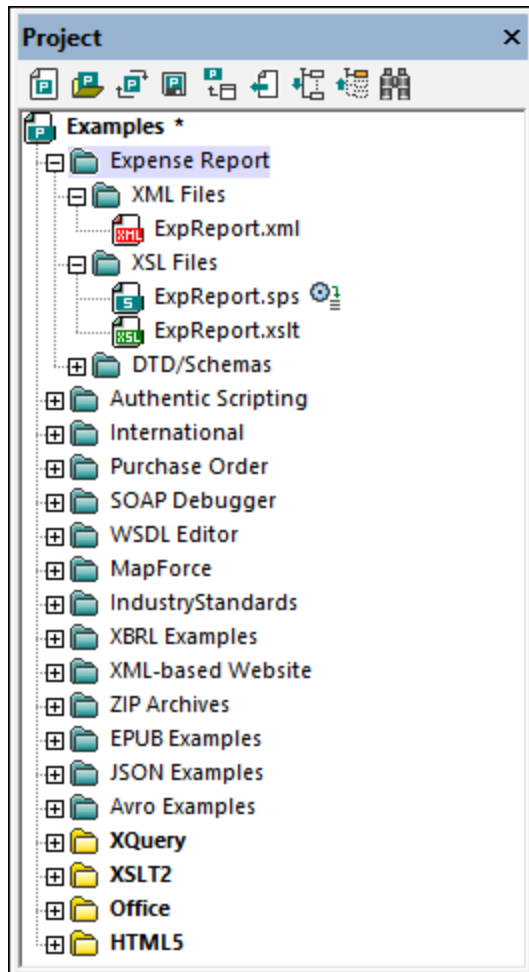 Project
Examples *
Expense Report
XML Files
XML ExpReport.xml
XSL Files
S ExpReport.sps
XSL ExpReport.xslt
DTD/Schemas
Authentic Scripting
International
Purchase Order
SOAP Debugger
WSDL Editor
MapForce
IndustryStandards
XBRL Examples
XML-based Website
ZIP Archives
EPUB Examples
JSON Examples
Avro Examples
XQuery
XSLT2
Office
HTML5